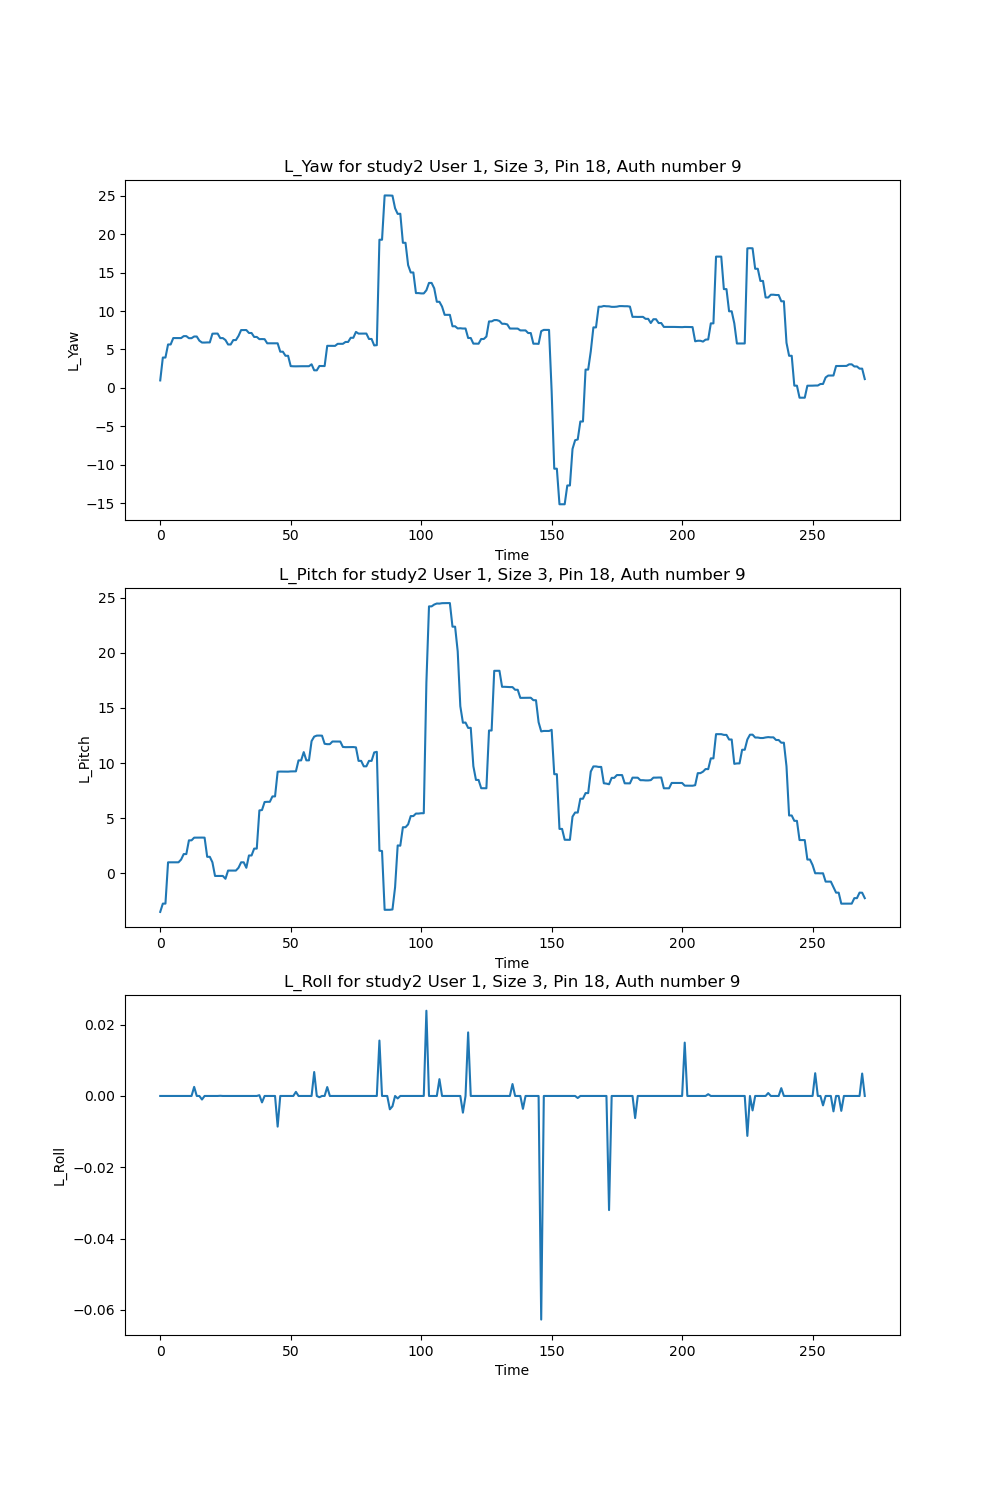 L_Yaw for study2 User 1, Size 3, Pin 18, Auth number 9
25
20
15
10
5
0
−5
−10
−15
L_Yaw
0 50 100 150 200 250
Time
L_Pitch for study2 User 1, Size 3, Pin 18, Auth number 9
25
20
15
10
5
0
L_Pitch
0 50 100 150 200 250
Time
L_Roll for study2 User 1, Size 3, Pin 18, Auth number 9
0.02
0.00
−0.02
−0.04
−0.06
L_Roll
0 50 100 150 200 250
Time